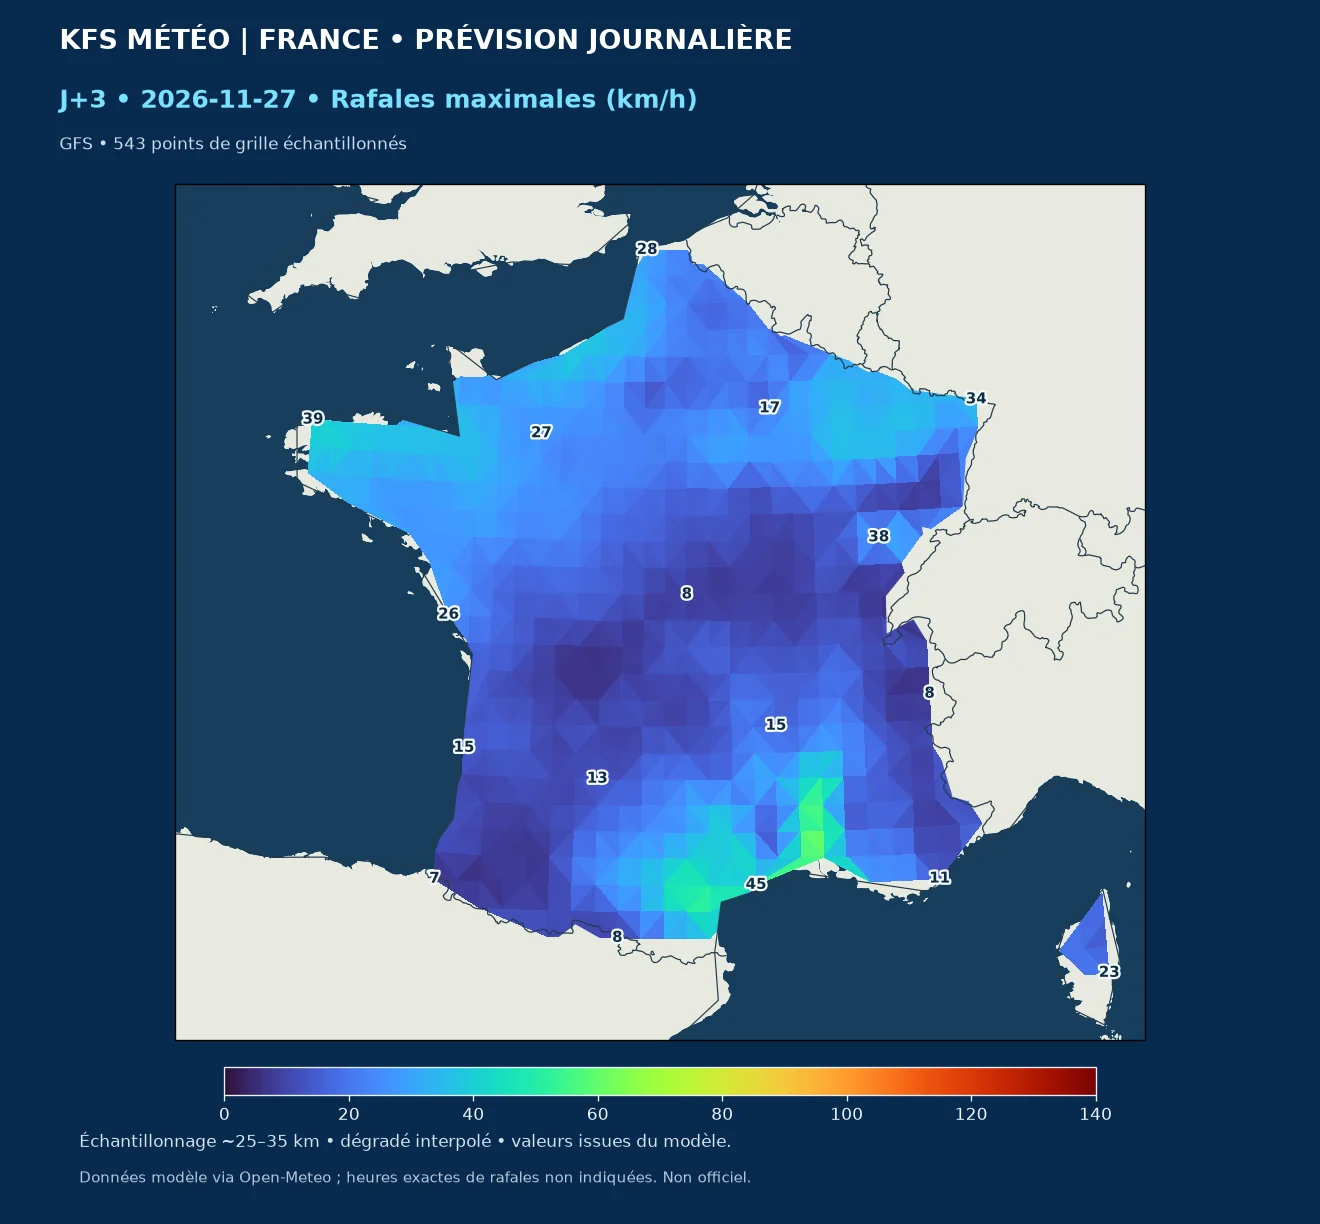 KFS MÉTÉO | FRANCE • PRÉVISION JOURNALIÈRE
J+3 • 2026-11-27 • Rafales maximales (km/h)
GFS • 543 points de grille échantillonnés
28
39
34
17
27
38
8
26
8
15
15
13
7
45
11
8
23
0 20 40 60 80 100 120 140
Échantillonnage ~25–35 km • dégradé interpolé • valeurs issues du modèle.
Données modèle via Open-Meteo ; heures exactes de rafales non indiquées. Non officiel.